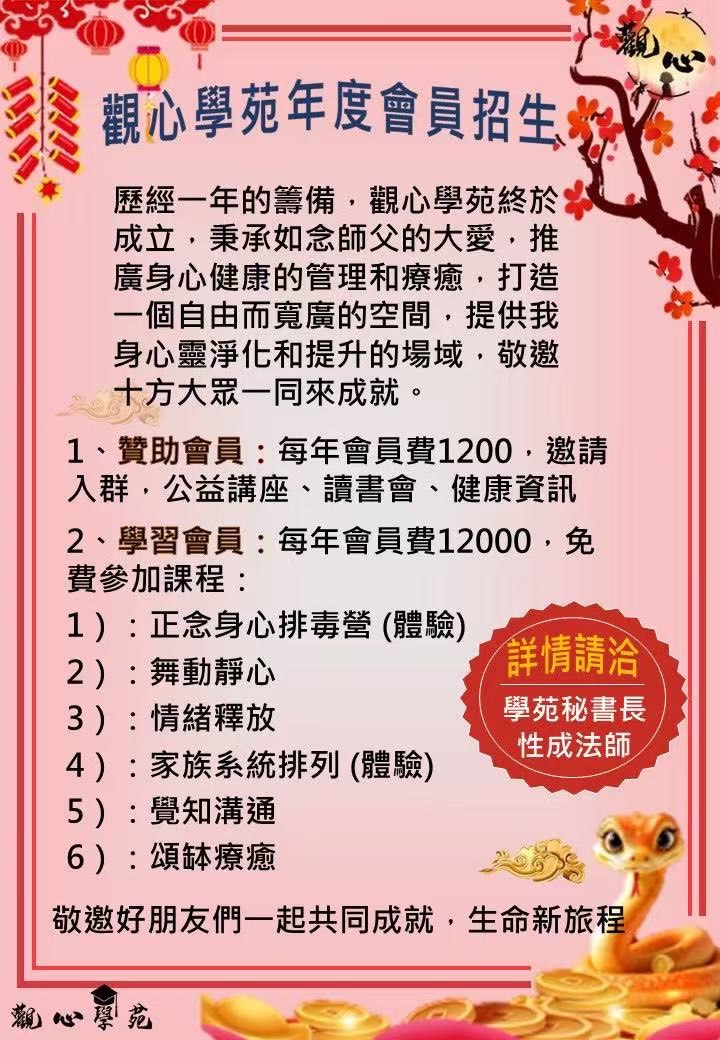 觀心
觀心學苑年度會員招生
歷經一年的籌備，觀心學苑終於
成立，秉承如念師父的大愛，推
廣身心健康的管理和療癒，打造
一個自由而寬廣的空間，提供我
身心靈淨化和提升的場域，敬邀
十方大眾一同來成就。
1、贊助會員：每年會員費1200，邀請
入群，公益講座、讀書會、健康資訊
2、學習會員：每年會員費12000，免
費參加課程：
1）：正念身心排毒營 (體驗)
2）：舞動靜心
3）：情緒釋放
4）：家族系統排列 (體驗)
5）：覺知溝通
6）：頌缽療癒
詳情請洽
學苑秘書長
性成法師
敬邀好朋友們一起共同成就，生命新旅程
觀心學苑